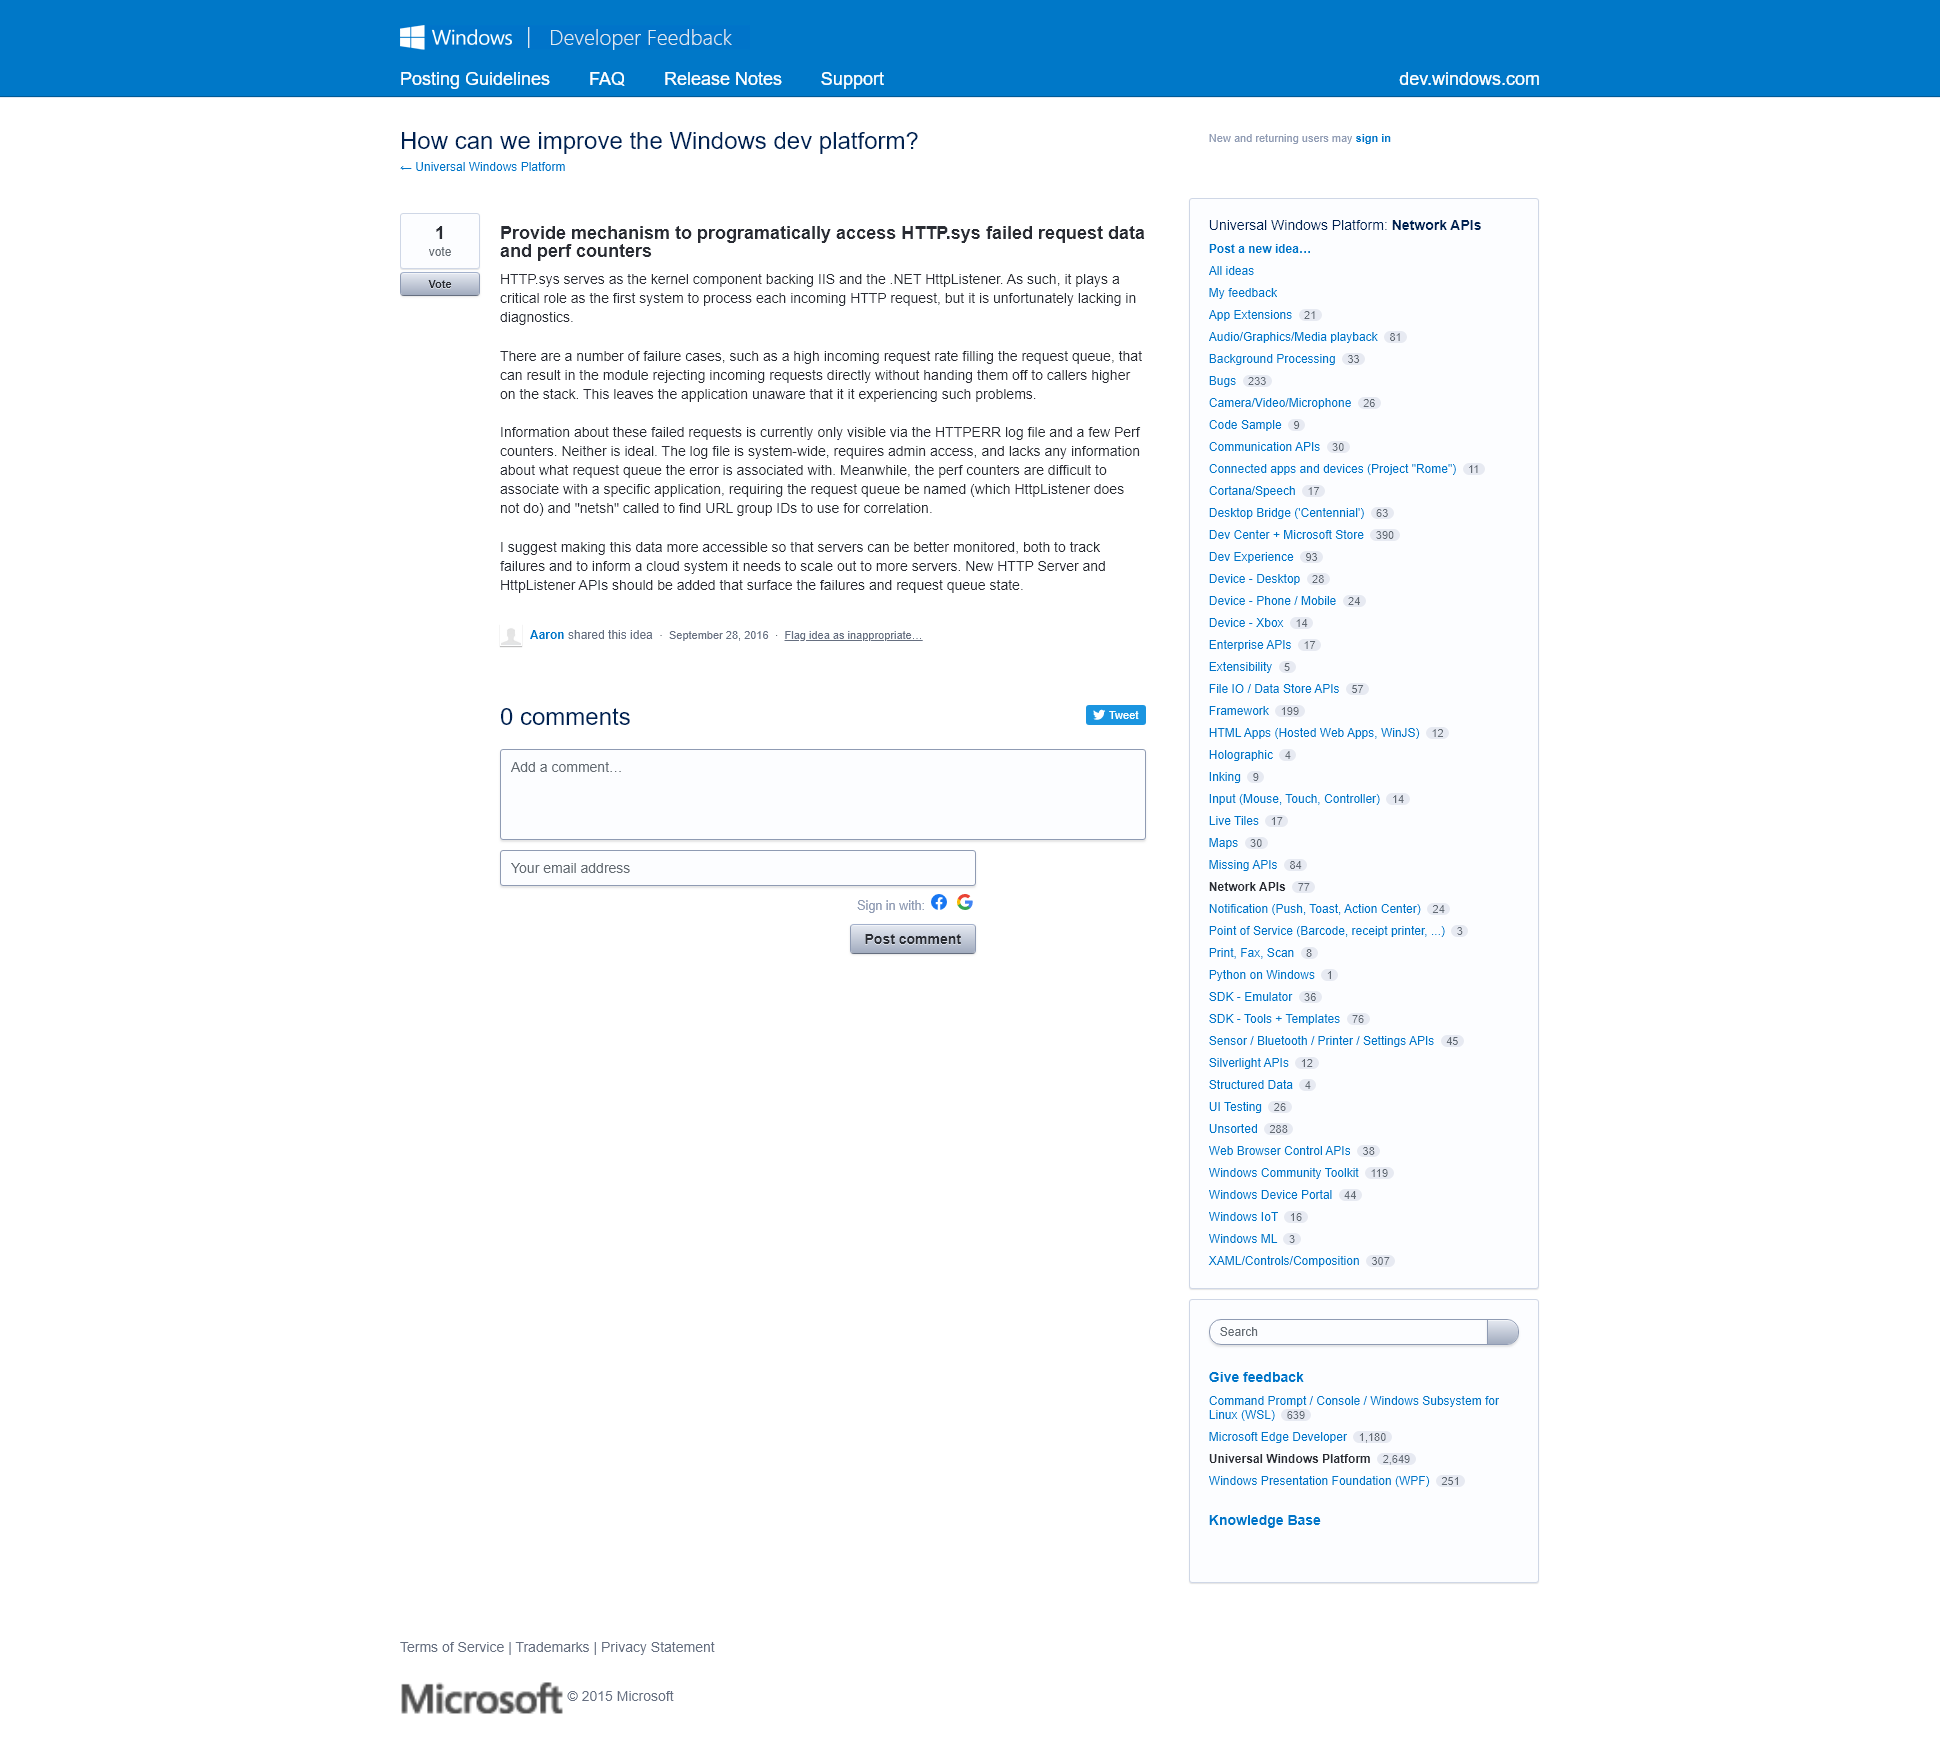 Windows | Developer Feedback
Posting Guidelines FAQ Release Notes Support dev.windows.com
How can we improve the Windows dev platform?
← Universal Windows Platform
New and returning users may sign in
1
vote
Vote
Provide mechanism to programatically access HTTP.sys failed request data
and perf counters
HTTP.sys serves as the kernel component backing IIS and the .NET HttpListener. As such, it plays a
critical role as the first system to process each incoming HTTP request, but it is unfortunately lacking in
diagnostics.
There are a number of failure cases, such as a high incoming request rate filling the request queue, that
can result in the module rejecting incoming requests directly without handing them off to callers higher
on the stack. This leaves the application unaware that it it experiencing such problems.
Information about these failed requests is currently only visible via the HTTPERR log file and a few Perf
counters. Neither is ideal. The log file is system-wide, requires admin access, and lacks any information
about what request queue the error is associated with. Meanwhile, the perf counters are difficult to
associate with a specific application, requiring the request queue be named (which HttpListener does
not do) and "netsh" called to find URL group IDs to use for correlation.
I suggest making this data more accessible so that servers can be better monitored, both to track
failures and to inform a cloud system it needs to scale out to more servers. New HTTP Server and
HttpListener APIs should be added that surface the failures and request queue state.
Aaron shared this idea · September 28, 2016 · Flag idea as inappropriate…
0 comments
Tweet
Add a comment…
Your email address
Sign in with:
Post comment
Universal Windows Platform: Network APIs
Post a new idea…
All ideas
My feedback
App Extensions 21
Audio/Graphics/Media playback 81
Background Processing 33
Bugs 233
Camera/Video/Microphone 26
Code Sample 9
Communication APIs 30
Connected apps and devices (Project "Rome") 11
Cortana/Speech 17
Desktop Bridge ('Centennial') 63
Dev Center + Microsoft Store 390
Dev Experience 93
Device - Desktop 28
Device - Phone / Mobile 24
Device - Xbox 14
Enterprise APIs 17
Extensibility 5
File IO / Data Store APIs 57
Framework 199
HTML Apps (Hosted Web Apps, WinJS) 12
Holographic 4
Inking 9
Input (Mouse, Touch, Controller) 14
Live Tiles 17
Maps 30
Missing APIs 84
Network APIs 77
Notification (Push, Toast, Action Center) 24
Point of Service (Barcode, receipt printer, ...) 3
Print, Fax, Scan 8
Python on Windows 1
SDK - Emulator 36
SDK - Tools + Templates 76
Sensor / Bluetooth / Printer / Settings APIs 45
Silverlight APIs 12
Structured Data 4
UI Testing 26
Unsorted 288
Web Browser Control APIs 38
Windows Community Toolkit 119
Windows Device Portal 44
Windows IoT 16
Windows ML 3
XAML/Controls/Composition 307
Search
Give feedback
Command Prompt / Console / Windows Subsystem for
Linux (WSL) 639
Microsoft Edge Developer 1,180
Universal Windows Platform 2,649
Windows Presentation Foundation (WPF) 251
Knowledge Base
Terms of Service | Trademarks | Privacy Statement
Microsoft © 2015 Microsoft